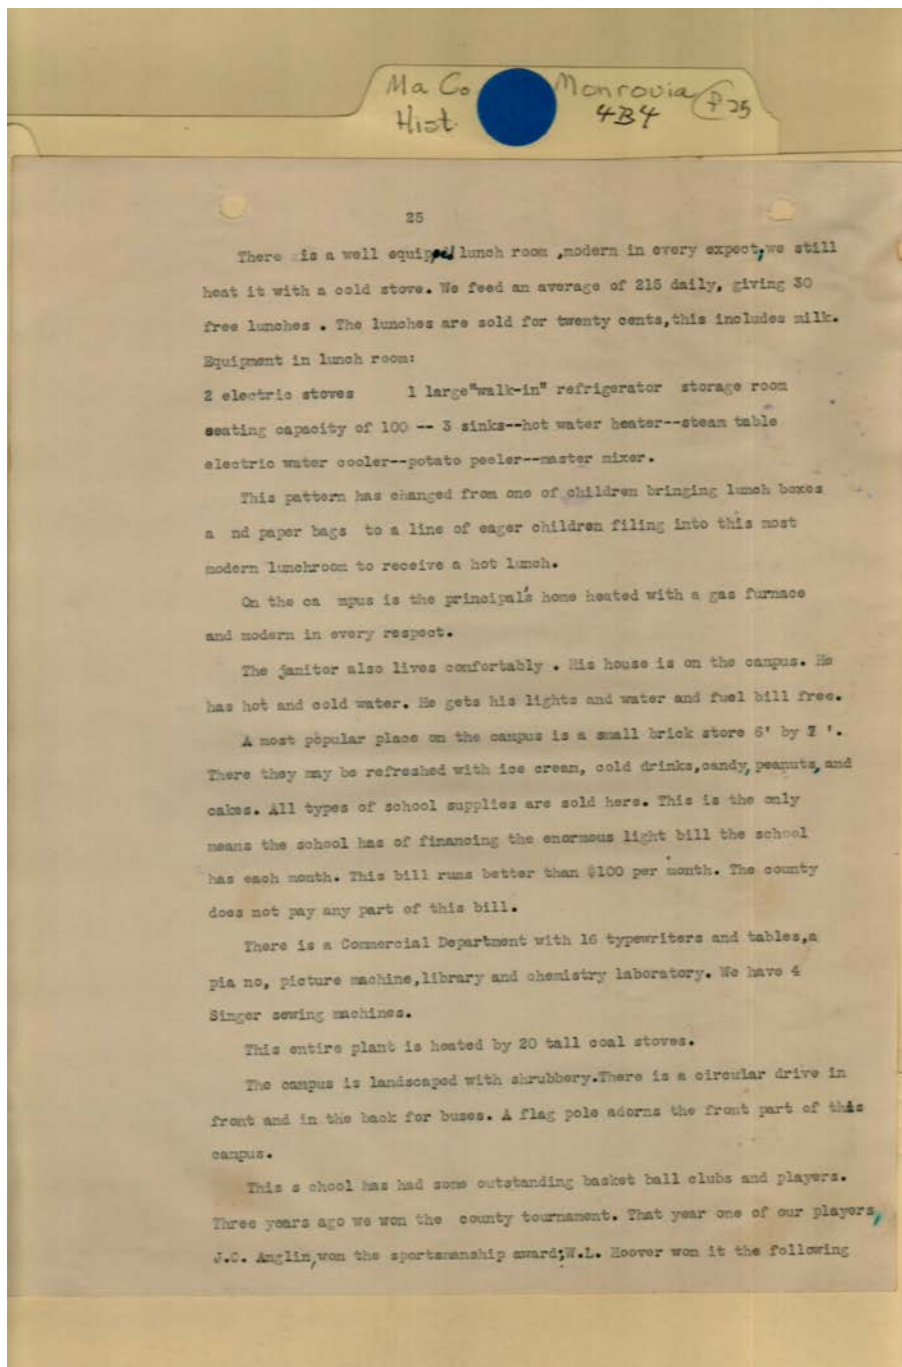 Ma Co Monrovia P 25
Hist. 4B4
25
There is a well equiped lunch room ,modern in every expect,we still
heat it with a cold stove. We feed an average of 215 daily, giving 30
free lunches . The lunches are sold for twenty cents,this includes milk.
Equipment in lunch room:
2 electric stoves 1 large"walk-in" refrigerator storage room
seating capacity of 100 -- 3 sinks--hot water heater--steam table
electric water cooler--potato peeler--master mixer.
This pattern has changed from one of children bringing lunch boxes
a nd paper bags to a line of eager children filing into this most
modern lunchroom to receive a hot lunch.
On the ca mpus is the principal's home heated with a gas furnace
and modern in every respect.
The janitor also lives comfortably . His house is on the campus. He
has hot and cold water. He gets his lights and water and fuel bill free.
A most popular place on the campus is a small brick store 6' by 7 '.
There they may be refreshed with ice cream, cold drinks,candy,peanuts,and
cakes. All types of school supplies are sold here. This is the only
means the school has of financing the enormous light bill the school
has each month. This bill runs better than $100 per month. The county
does not pay any part of this bill.
There is a Commercial Department with 16 typewriters and tables,a
pia no, picture machine,library and chemistry laboratory. We have 4
Singer sewing machines.
This entire plant is heated by 20 tall coal stoves.
The campus is landscaped with shrubbery.There is a circular drive in
front and in the back for buses. A flag pole adorns the front part of this
campus.
This s chool has had some outstanding basket ball clubs and players.
Three years ago we won the county tournament. That year one of our players,
J.C. Anglin,won the sportsmanship award;W.L. Hoover won it the following